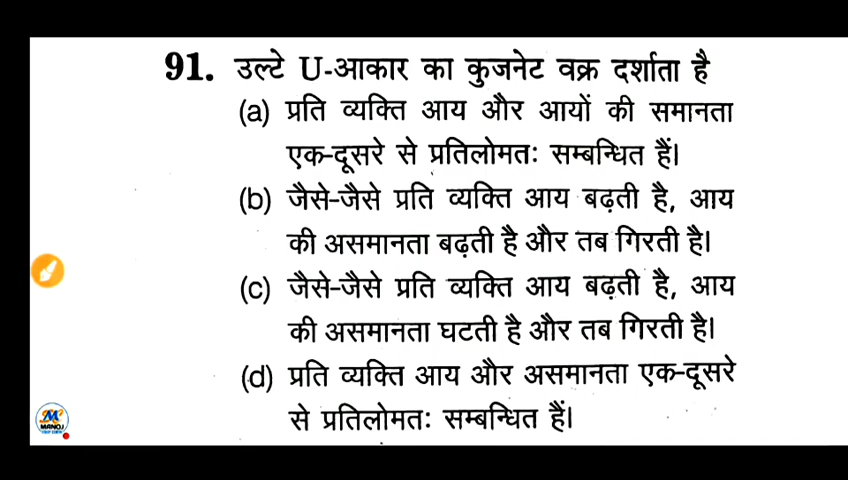 91. उल्टे U-आकार का कुजनेट वक्र दर्शाता है
(a) प्रति व्यक्ति आय और आयों की समानता
एक-दूसरे से प्रतिलोमतः सम्बन्धित हैं।
(b) जैसे-जैसे प्रति व्यक्ति आय बढ़ती है, आय
की असमानता बढ़ती है और तब गिरती है।
(c) जैसे-जैसे प्रति व्यक्ति आय बढ़ती है, आय
की असमानता घटती है और तब गिरती है।
(d) प्रति व्यक्ति आय और असमानता एक-दूसरे
से प्रतिलोमतः सम्बन्धित हैं।
MANOJ